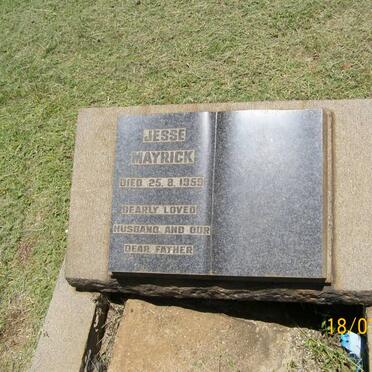 JESSE
MAYRICK
DIED 25. 8. 1959
DEARLY LOVED
HUSBAND, AND OUR
DEAR FATHER
18/0